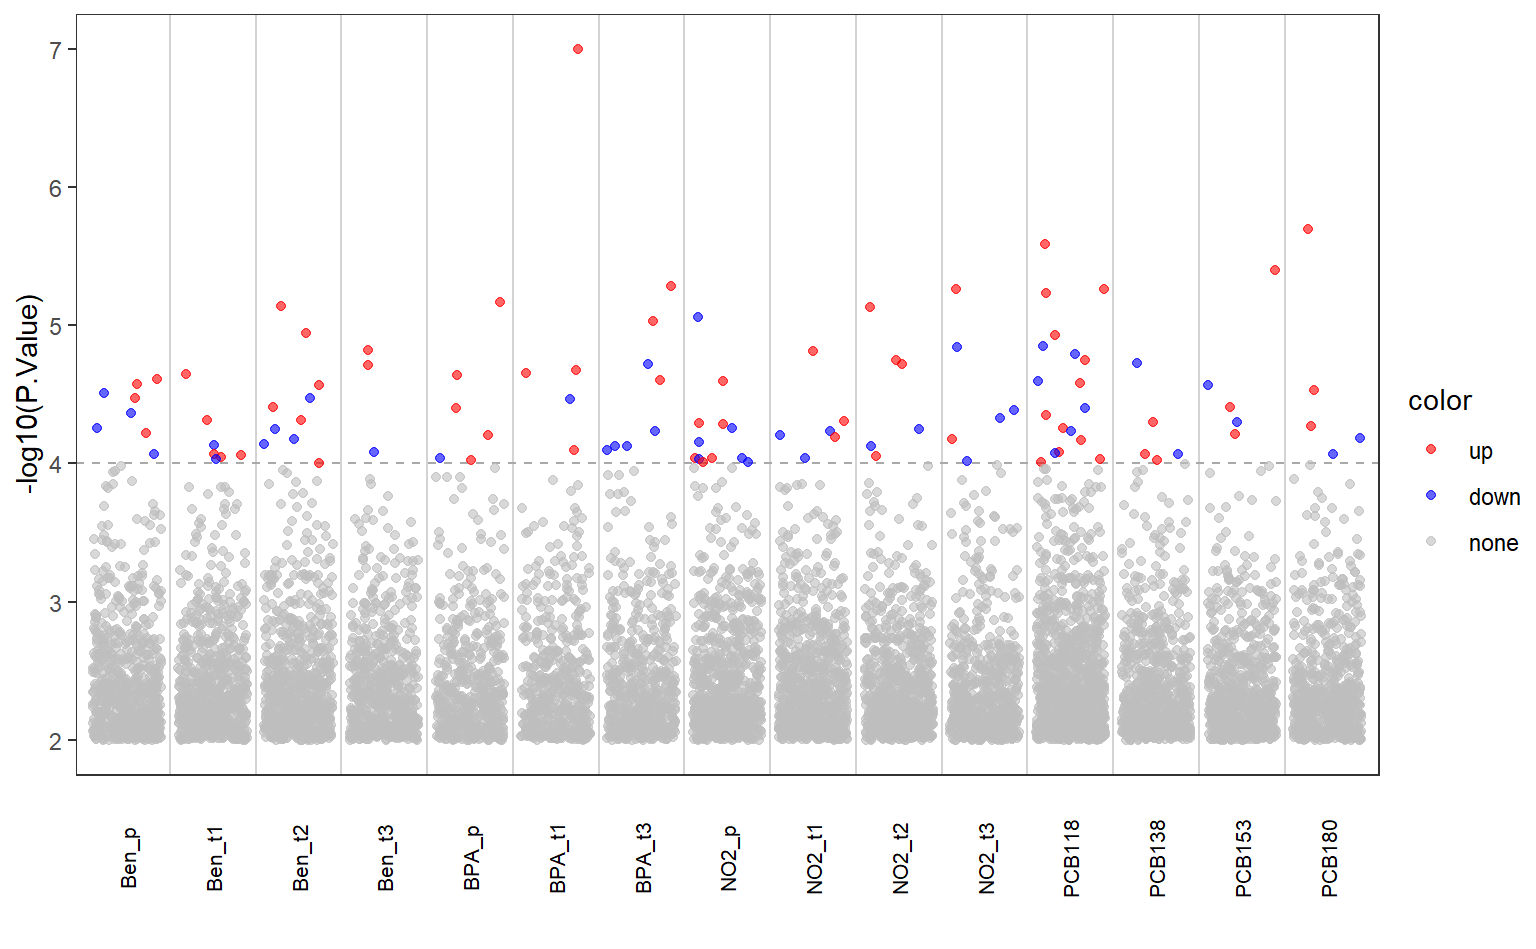 -log10(P.Value)
7
6
5
4
3
2
Ben_p
Ben_t1
Ben_t2
Ben_t3
BPA_p
BPA_t1
BPA_t3
NO2_p
NO2_t1
NO2_t2
NO2_t3
PCB118
PCB138
PCB153
PCB180
color
up
down
none